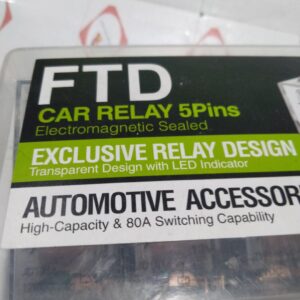 FTD
CAR RELAY 5Pins
Electromagnetic Sealed
EXCLUSIVE RELAY DESIGN
Transparent Design with LED Indicator
AUTOMOTIVE ACCESSOR
High-Capacity & 80A Switching Capability